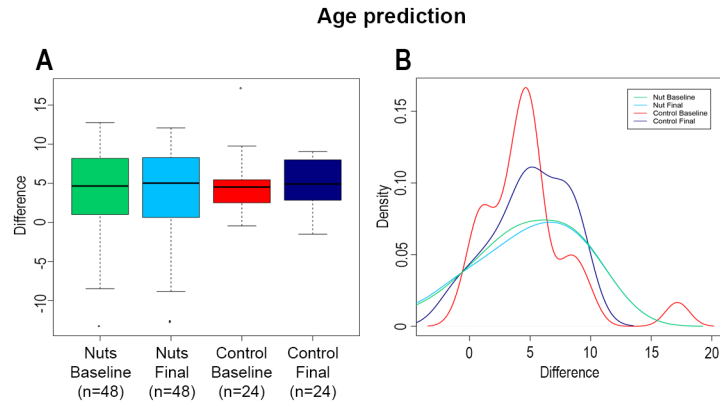 Age prediction
A
Difference
15
10
5
0
-5
-10
Nuts
Baseline
(n=48)
Nuts
Final
(n=48)
Control
Baseline
(n=24)
Control
Final
(n=24)
B
Density
0.15
0.10
0.05
0
Nut Baseline
Nut Final
Control Baseline
Control Final
0
5
10
15
20
Difference